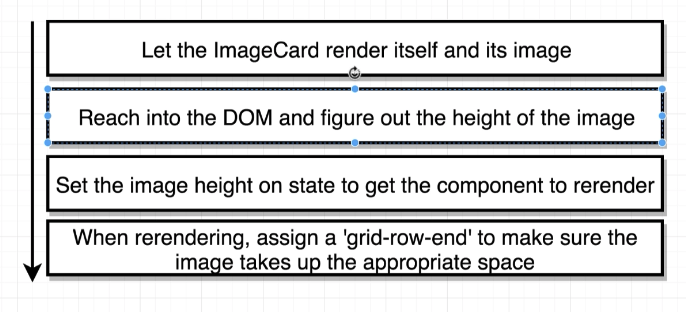 Let the ImageCard render itself and its image
Reach into the DOM and figure out the height of the image
Set the image height on state to get the component to rerender
When rerendering, assign a 'grid-row-end' to make sure the
image takes up the appropriate space